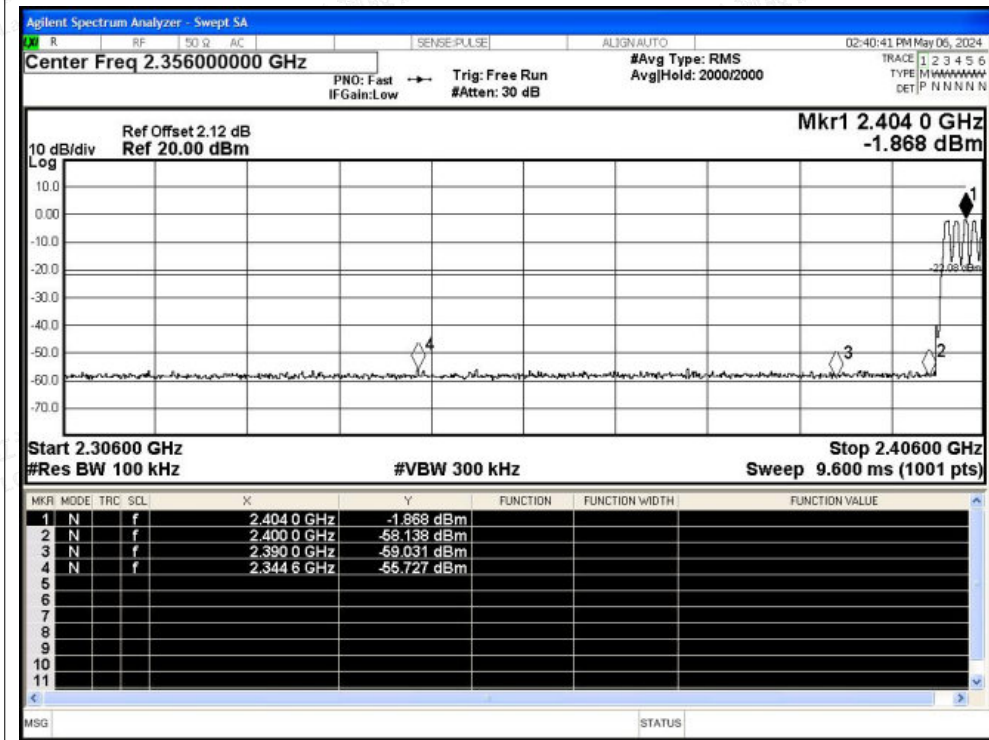 Agilent Spectrum Analyzer - Swept SA
R RF 50 Ω AC SENSE:PULSE ALIGNAUTO 02:40:41 PM May 06, 2024
Center Freq 2.356000000 GHz #Avg Type: RMS TRACE 1 2 3 4 5 6
PNO: Fast Trig: Free Run Avg|Hold: 2000/2000 TYPE M
IFGain:Low #Atten: 30 dB DET P N N N N N
Mkr1 2.404 0 GHz
-1.868 dBm
Ref Offset 2.12 dB
10 dB/div Ref 20.00 dBm
Log
10.0
0.00
-10.0
-20.0
-30.0
-40.0
-50.0
-60.0
-70.0
1
-22.08 dBm
4
3
2
Start 2.30600 GHz Stop 2.40600 GHz
#Res BW 100 kHz #VBW 300 kHz Sweep 9.600 ms (1001 pts)
MKR MODE TRC SCL X Y FUNCTION FUNCTION WIDTH FUNCTION VALUE
1 N f 2.404 0 GHz -1.868 dBm
2 N f 2.400 0 GHz -58.138 dBm
3 N f 2.390 0 GHz -59.031 dBm
4 N f 2.344 6 GHz -55.727 dBm
5
6
7
8
9
10
11
MSG STATUS